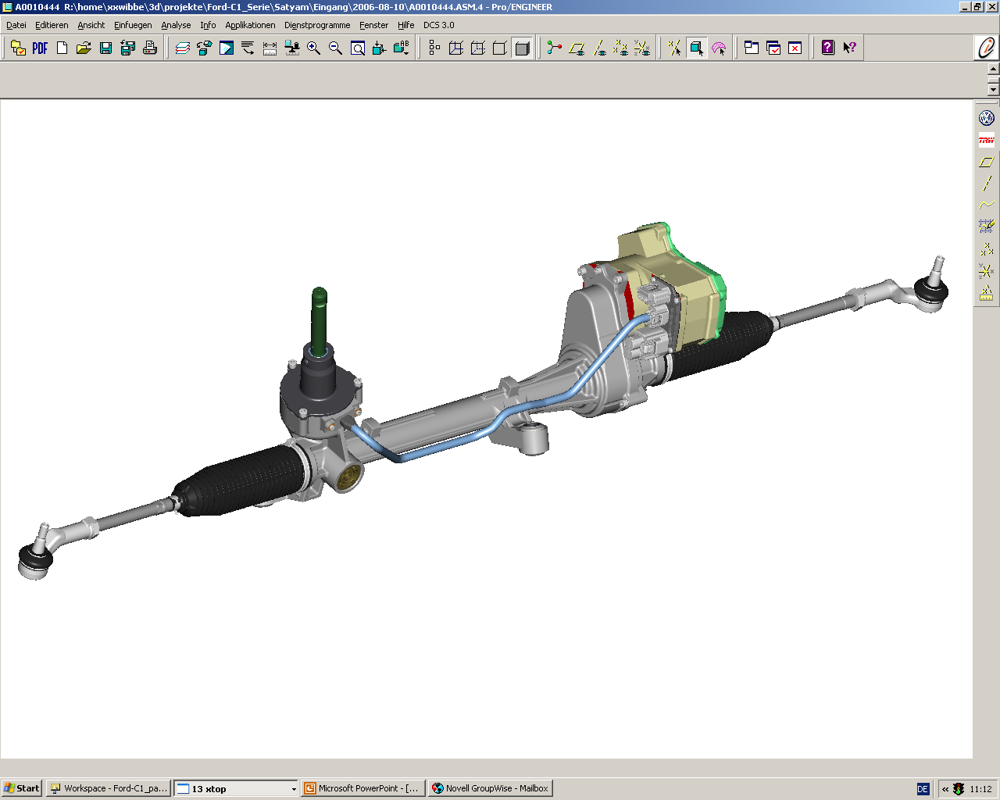 A0010444 R:\home\xxwibbe\3d\projekte\Ford-C1_Serie\Satyam\Eingang\2006-08-10\A0010444.ASM.4 - Pro/ENGINEER
Datei Editieren Ansicht Einfuegen Analyse Info Applikationen Dienstprogramme Fenster Hilfe DCS 3.0
PDF
TRW
Start Workspace - Ford-C1_pa... 13 xtop Microsoft PowerPoint - [... Novell GroupWise - Mailbox DE « 11:12